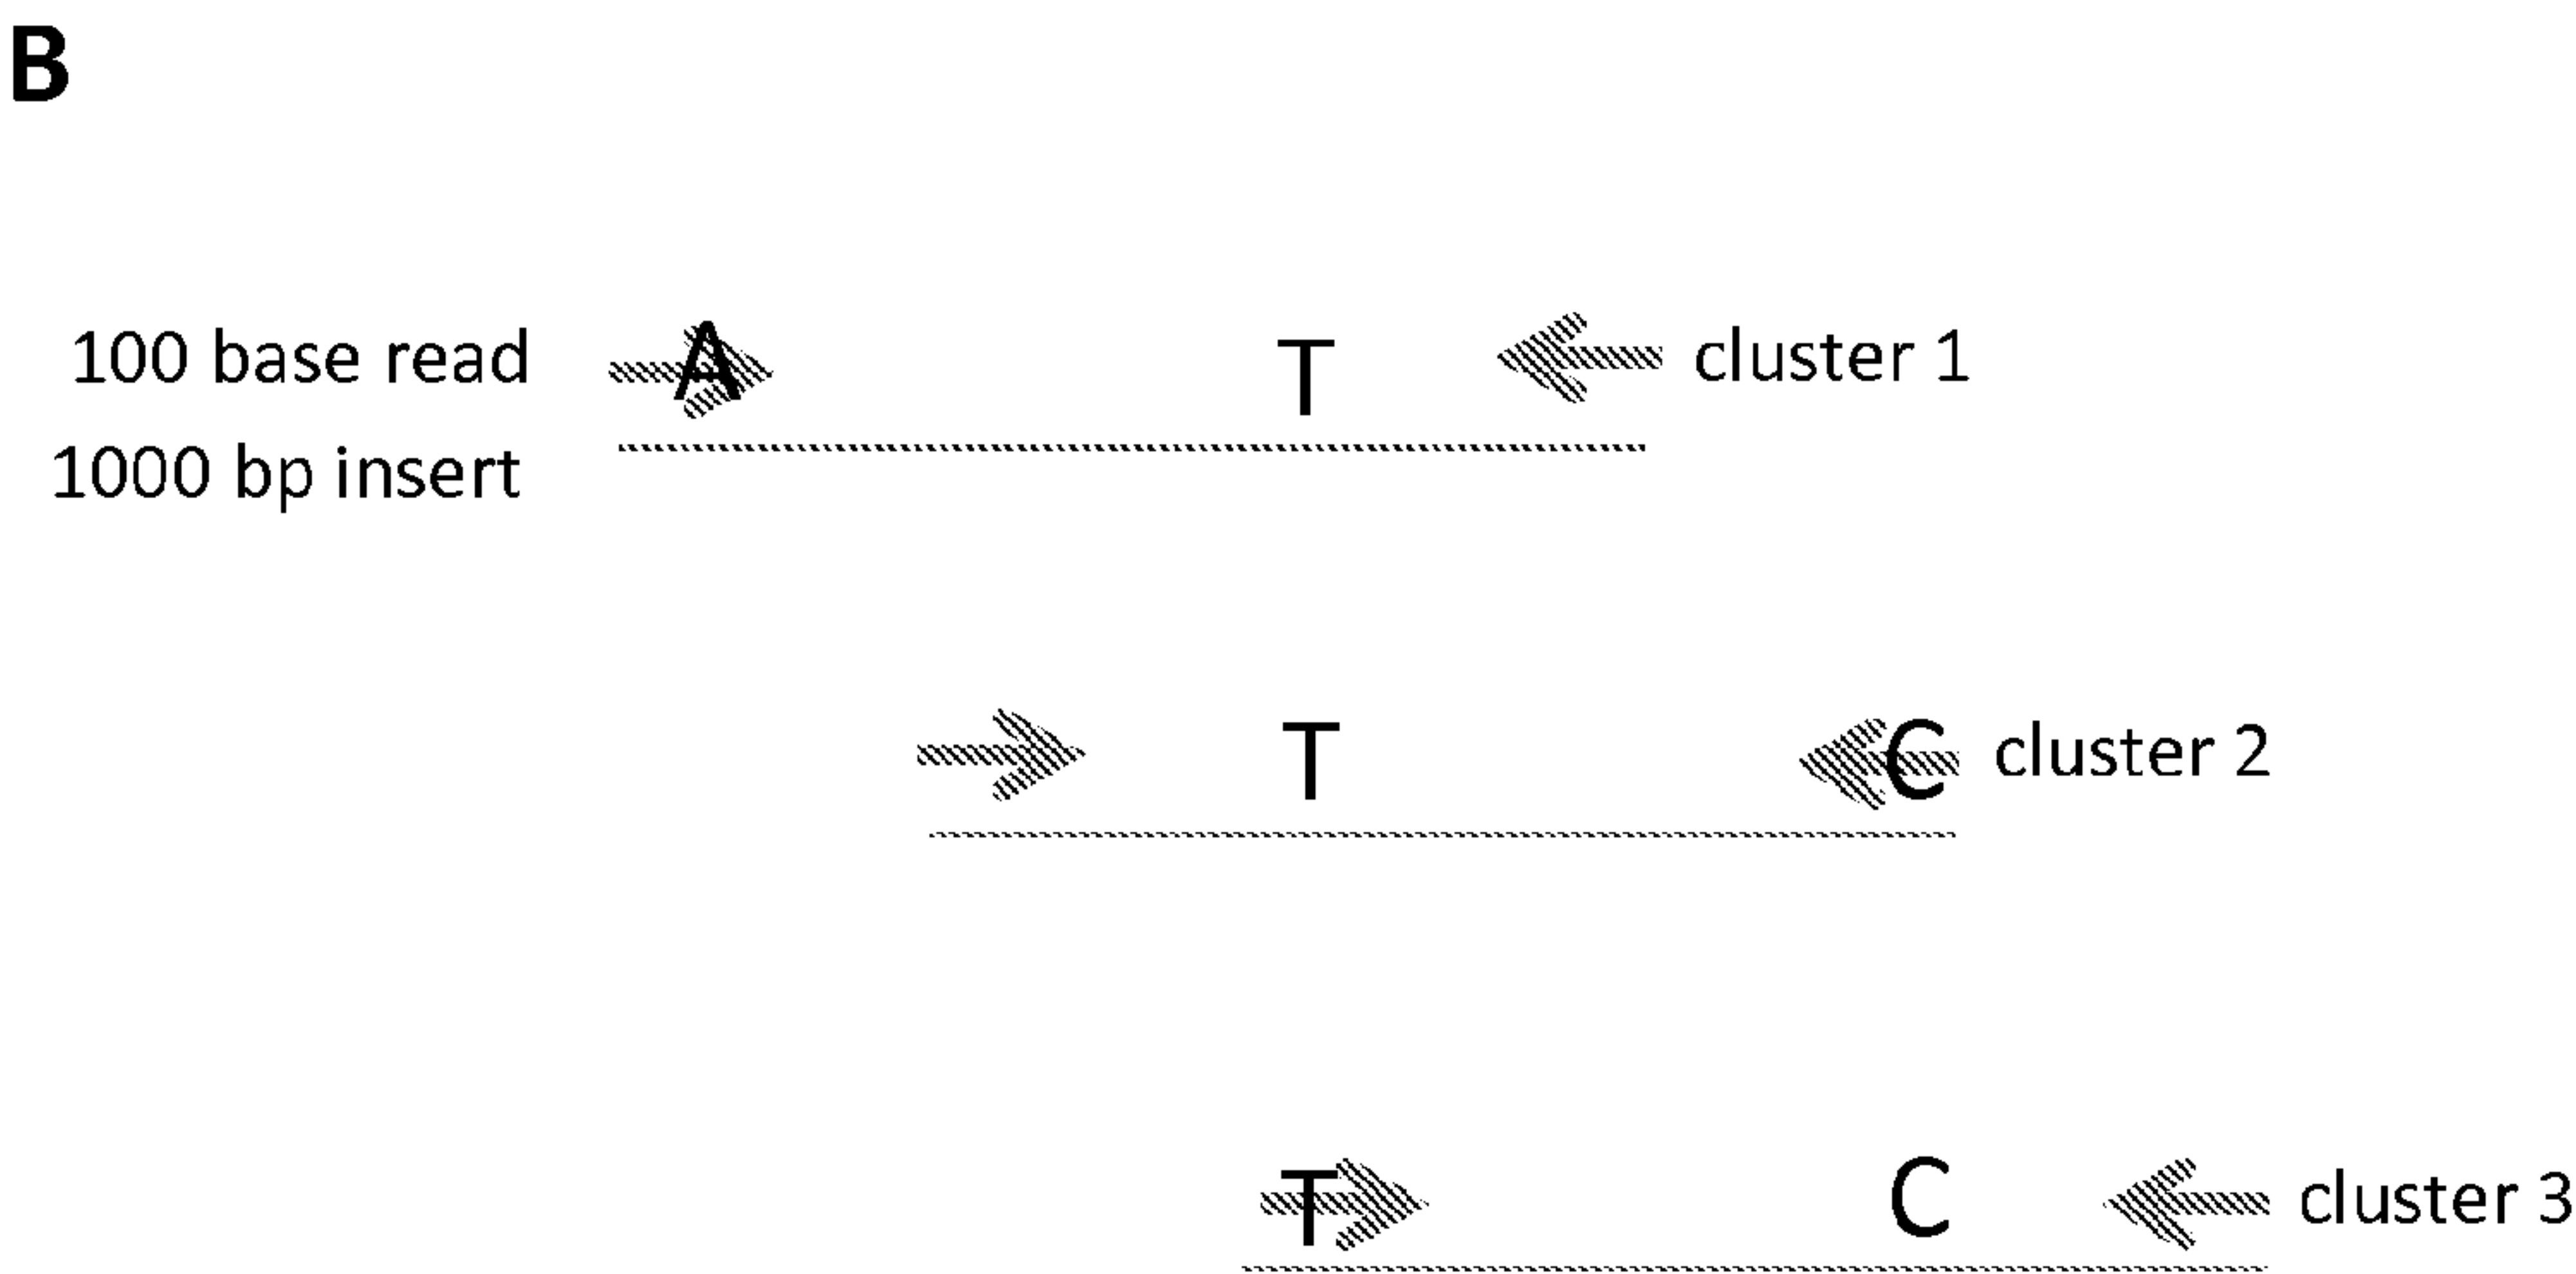 B
100 base read A T cluster 1
1000 bp insert
T C cluster 2
T C cluster 3